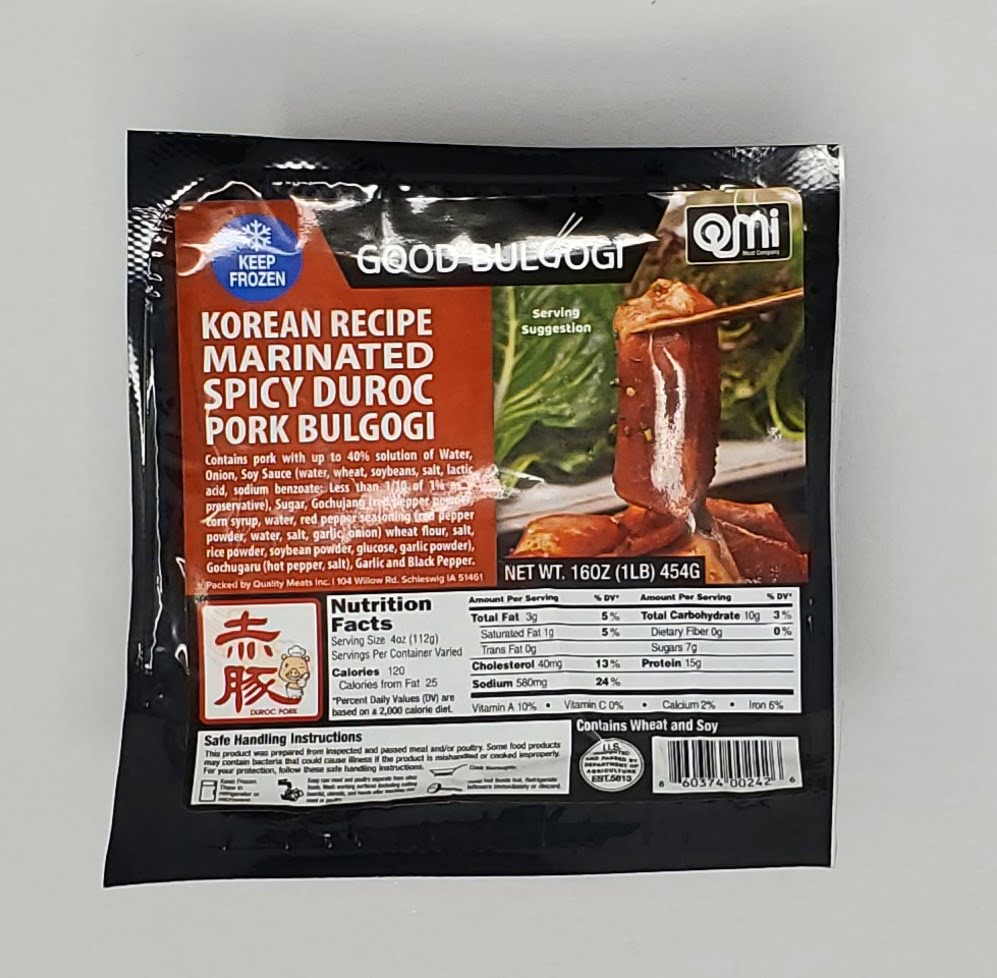 KEEP
FROZEN
GOOD BULGOGI
QMi
Meat Company
KOREAN RECIPE
MARINATED
SPICY DUROC
PORK BULGOGI
Serving
Suggestion
Contains pork with up to 40% solution of Water,
Onion, Soy Sauce (water, wheat, soybeans, salt, lactic
acid, sodium benzoate: Less than 1/10 of 1% as
preservative), Sugar, Gochujang (red pepper powder,
corn syrup, water, red pepper seasoning (red pepper
powder, water, salt, garlic, onion) wheat flour, salt,
rice powder, soybean powder, glucose, garlic powder),
Gochugaru (hot pepper, salt), Garlic and Black Pepper.
Packed by Quality Meats Inc. | 104 Willow Rd. Schleswig IA 51461
NET WT. 16OZ (1LB) 454G
赤
豚
DUROC PORK
Nutrition
Facts
Serving Size 4oz (112g)
Servings Per Container Varied
Calories 120
Calories from Fat 25
*Percent Daily Values (DV) are
based on a 2,000 calorie diet.
Amount Per Serving % DV* Amount Per Serving % DV*
Total Fat 3g 5% Total Carbohydrate 10g 3%
Saturated Fat 1g 5% Dietary Fiber 0g 0%
Trans Fat 0g Sugars 7g
Cholesterol 40mg 13% Protein 15g
Sodium 580mg 24%
Vitamin A 10% • Vitamin C 0% • Calcium 2% • Iron 6%
Contains Wheat and Soy
Safe Handling Instructions
This product was prepared from inspected and passed meat and/or poultry. Some food products
may contain bacteria that could cause illness if the product is mishandled or cooked improperly.
For your protection, follow these safe handling instructions.
Cook thoroughly.
U.S.
INSPECTED
AND PASSED BY
DEPARTMENT OF
AGRICULTURE
EST.5013
8 60374 00242 6